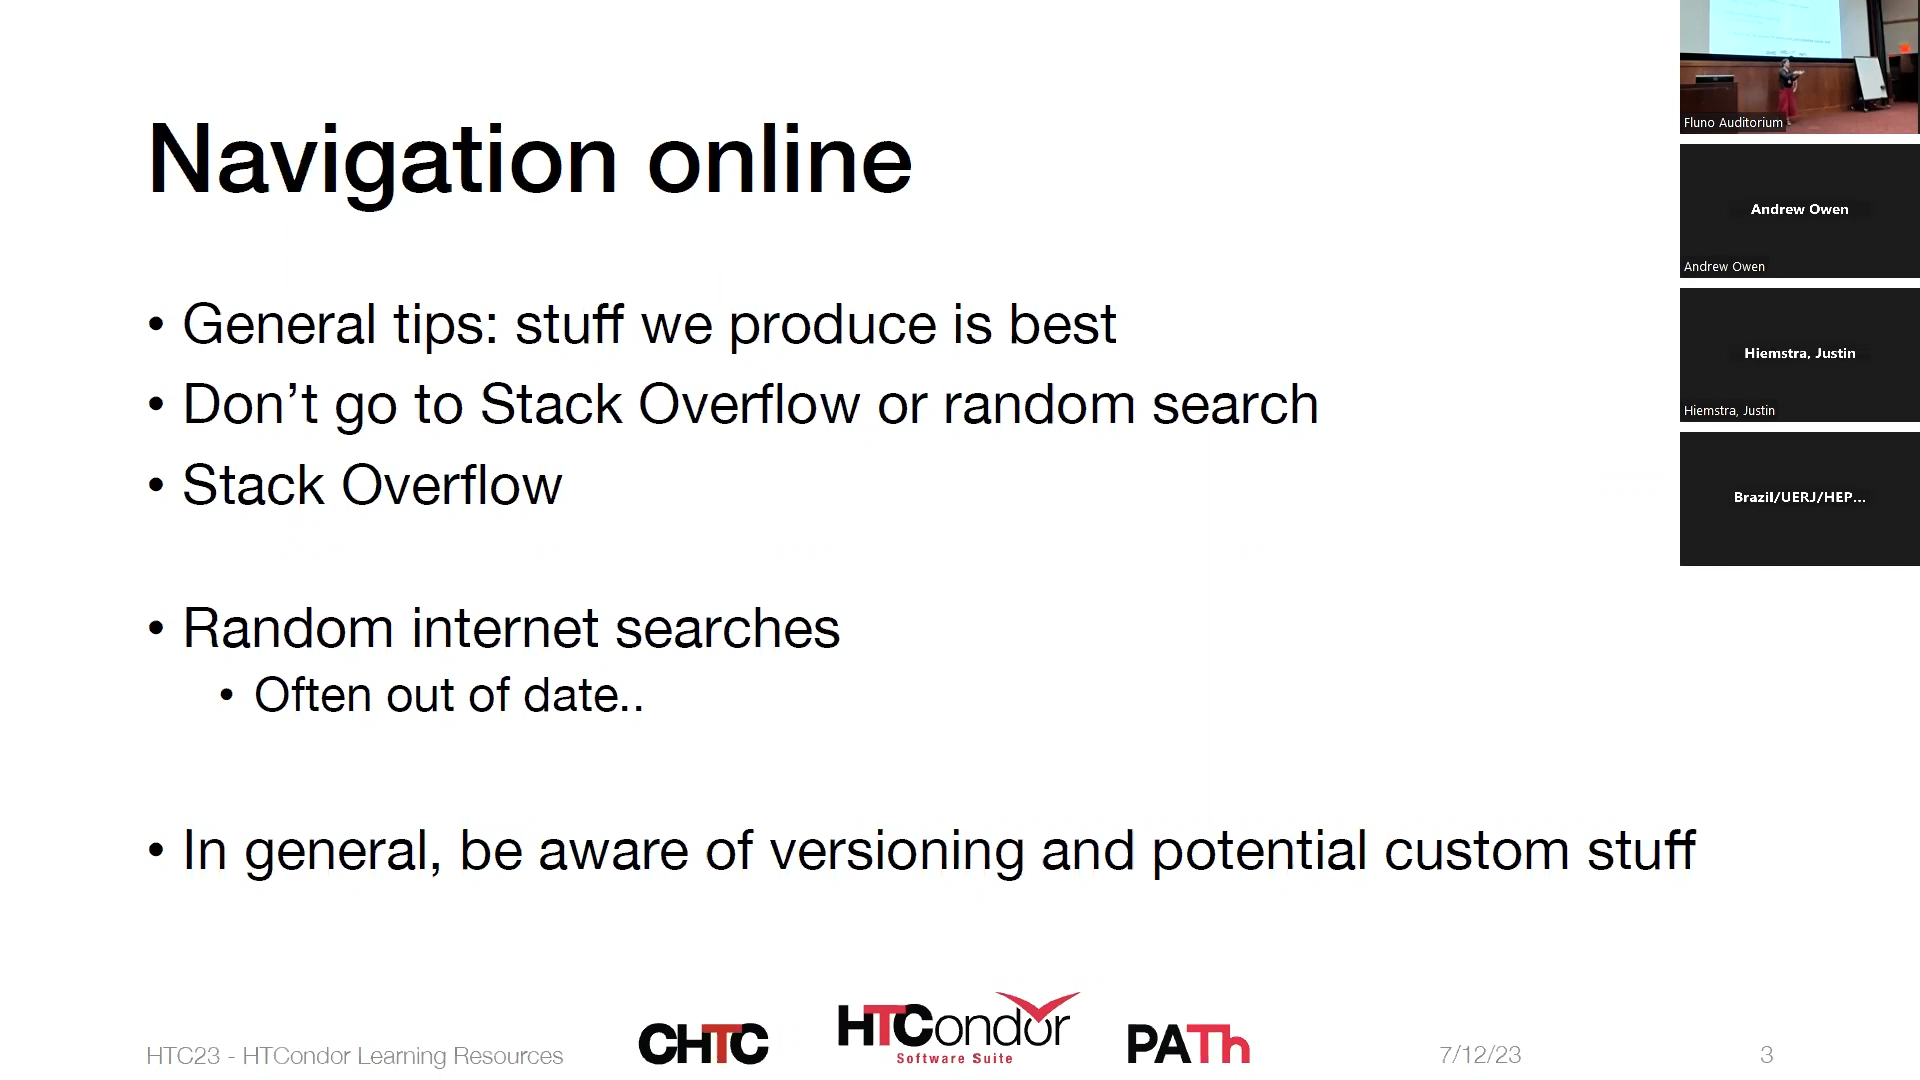 Navigation online
• General tips: stuff we produce is best
• Don’t go to Stack Overflow or random search
• Stack Overflow
• Random internet searches
• Often out of date..
• In general, be aware of versioning and potential custom stuff
HTC23 - HTCondor Learning Resources
CHTC
HTCondor
Software Suite
PATh
7/12/23
3
Fluno Auditorium
Andrew Owen
Andrew Owen
Hiemstra, Justin
Hiemstra, Justin
Brazil/UERJ/HEP...